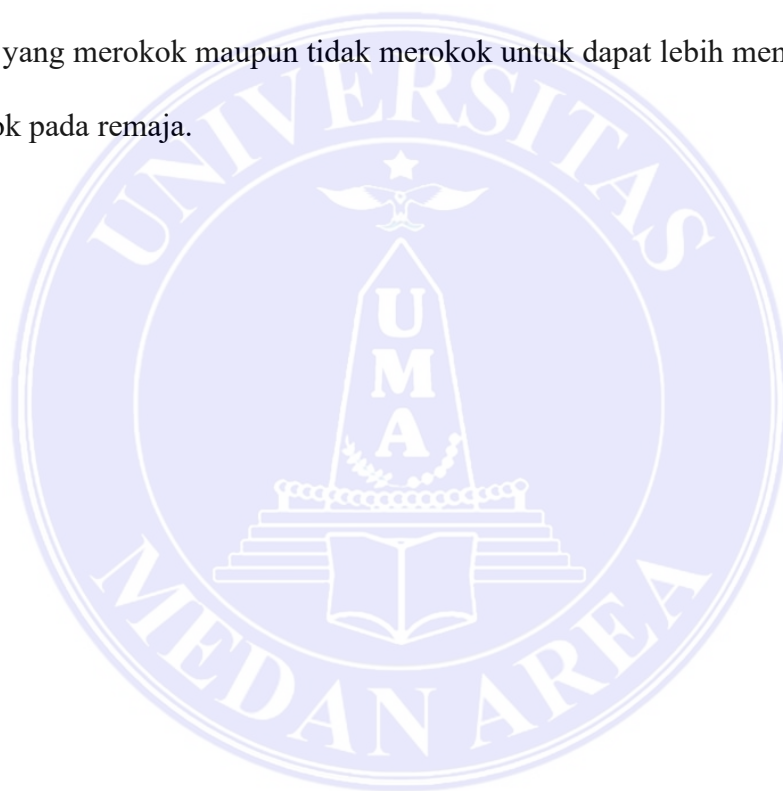 yang merokok maupun tidak merokok untuk dapat lebih men
ok pada remaja.
UNIVERSITAS
U
M
A
MEDAN AREA